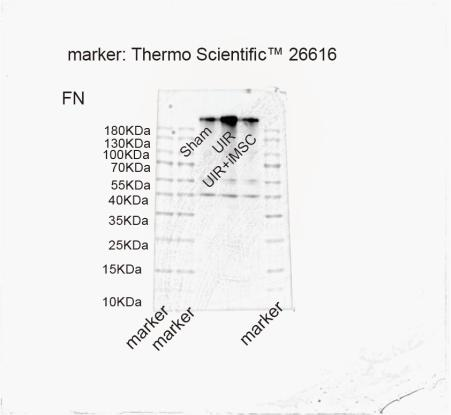 marker: Thermo Scientific™ 26616
FN
180KDa
130KDa
100KDa
70KDa
55KDa
40KDa
35KDa
25KDa
15KDa
10KDa
Sham
UIR
UIR+iMSC
marker
marker
marker